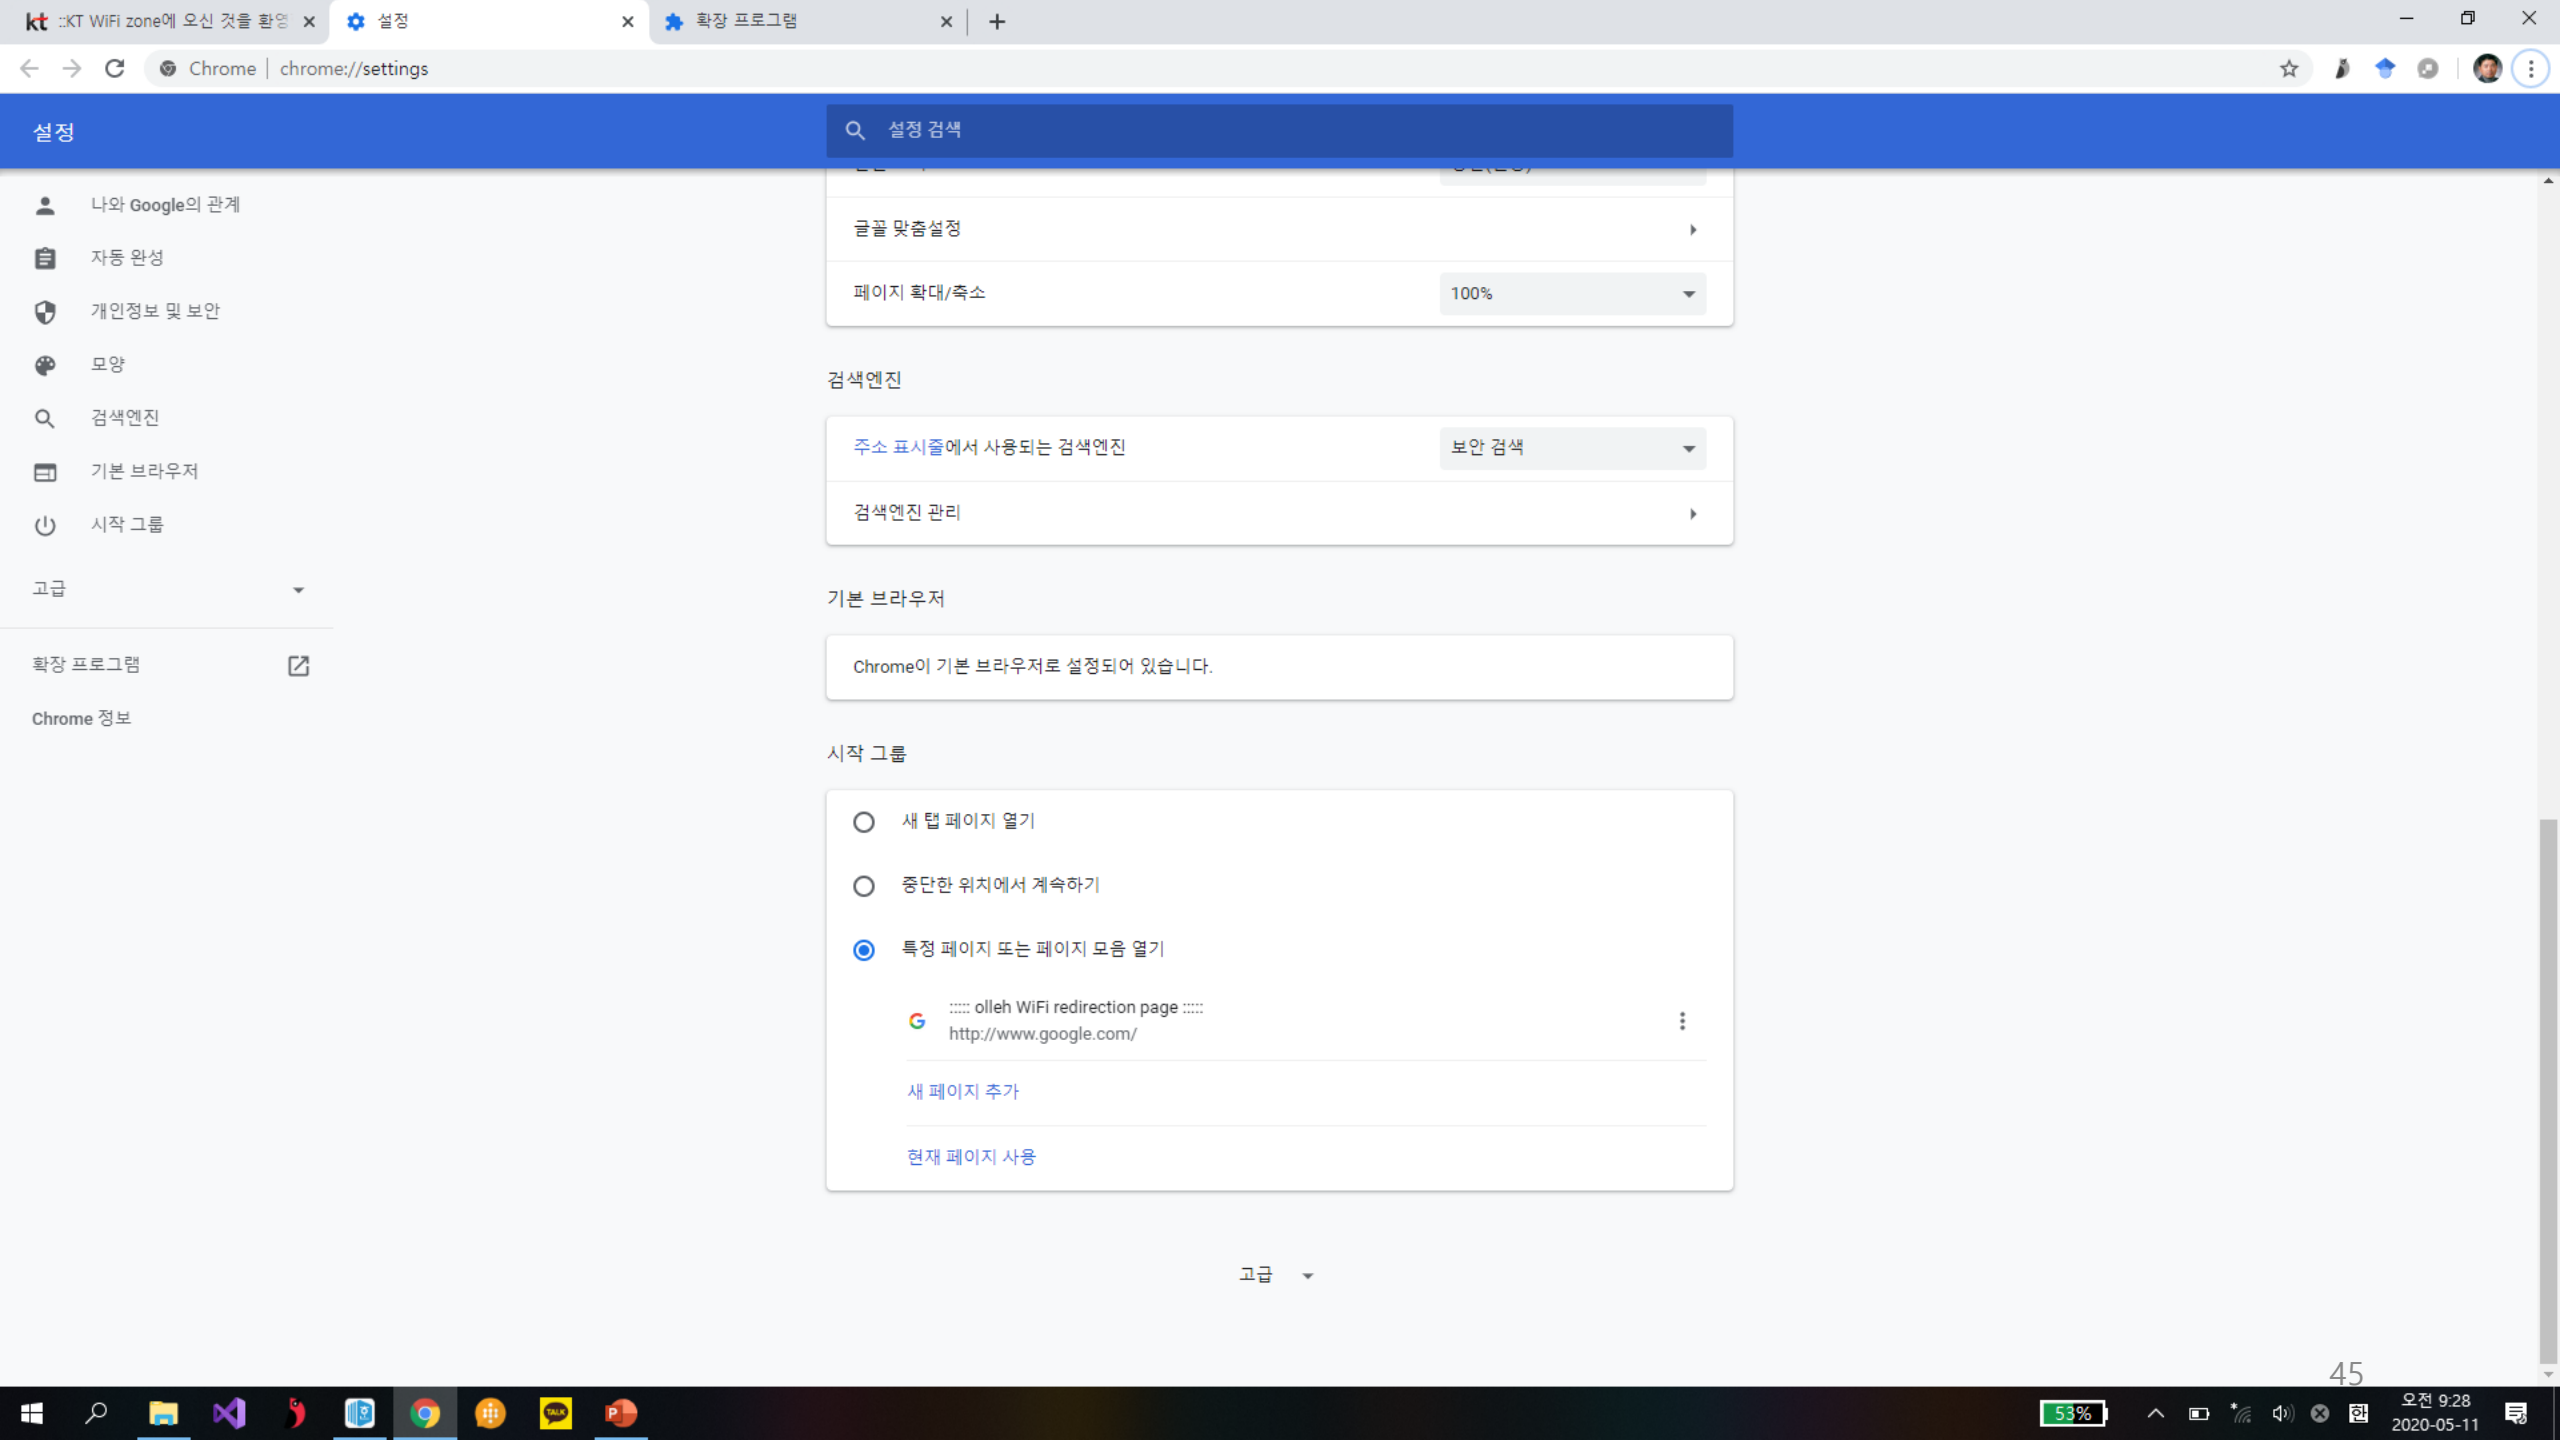 kt ::KT WiFi zone에 오신 것을 환영
설정
확장 프로그램
Chrome
chrome://settings
설정
설정 검색
나와 Google의 관계
자동 완성
개인정보 및 보안
모양
검색엔진
기본 브라우저
시작 그룹
고급
확장 프로그램
Chrome 정보
글꼴 맞춤설정
페이지 확대/축소
100%
검색엔진
주소 표시줄에서 사용되는 검색엔진
보안 검색
검색엔진 관리
기본 브라우저
Chrome이 기본 브라우저로 설정되어 있습니다.
시작 그룹
새 탭 페이지 열기
중단한 위치에서 계속하기
특정 페이지 또는 페이지 모음 열기
::::: olleh WiFi redirection page :::::
http://www.google.com/
새 페이지 추가
현재 페이지 사용
고급
45
TALK
53%
한
오전 9:28
2020-05-11